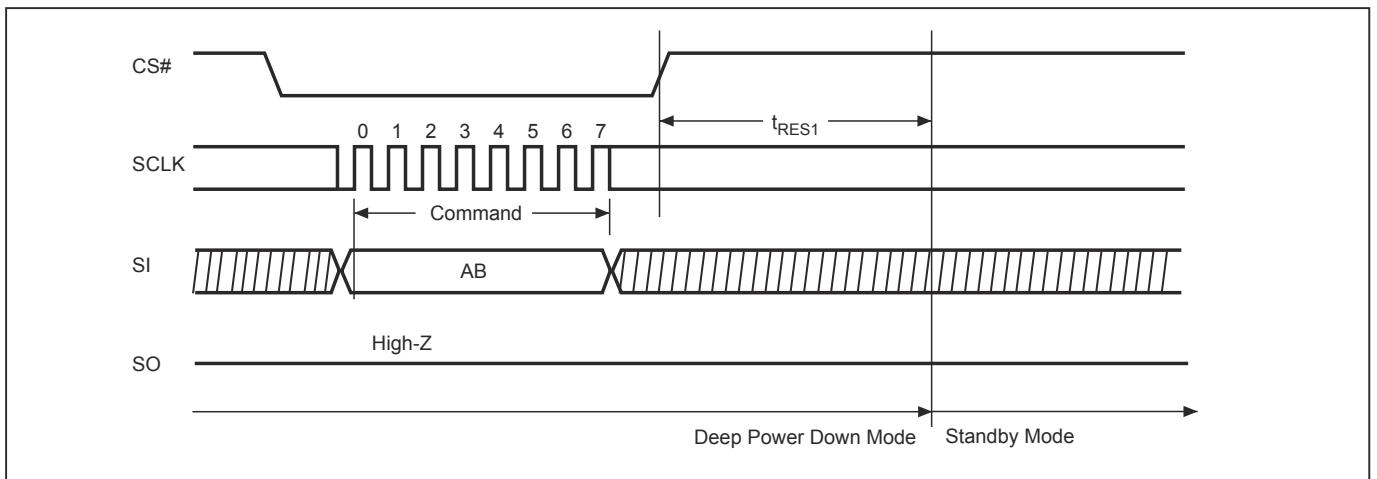 CS#
t_RES1
0 1 2 3 4 5 6 7
SCLK
Command
SI
AB
High-Z
SO
Deep Power Down Mode
Standby Mode